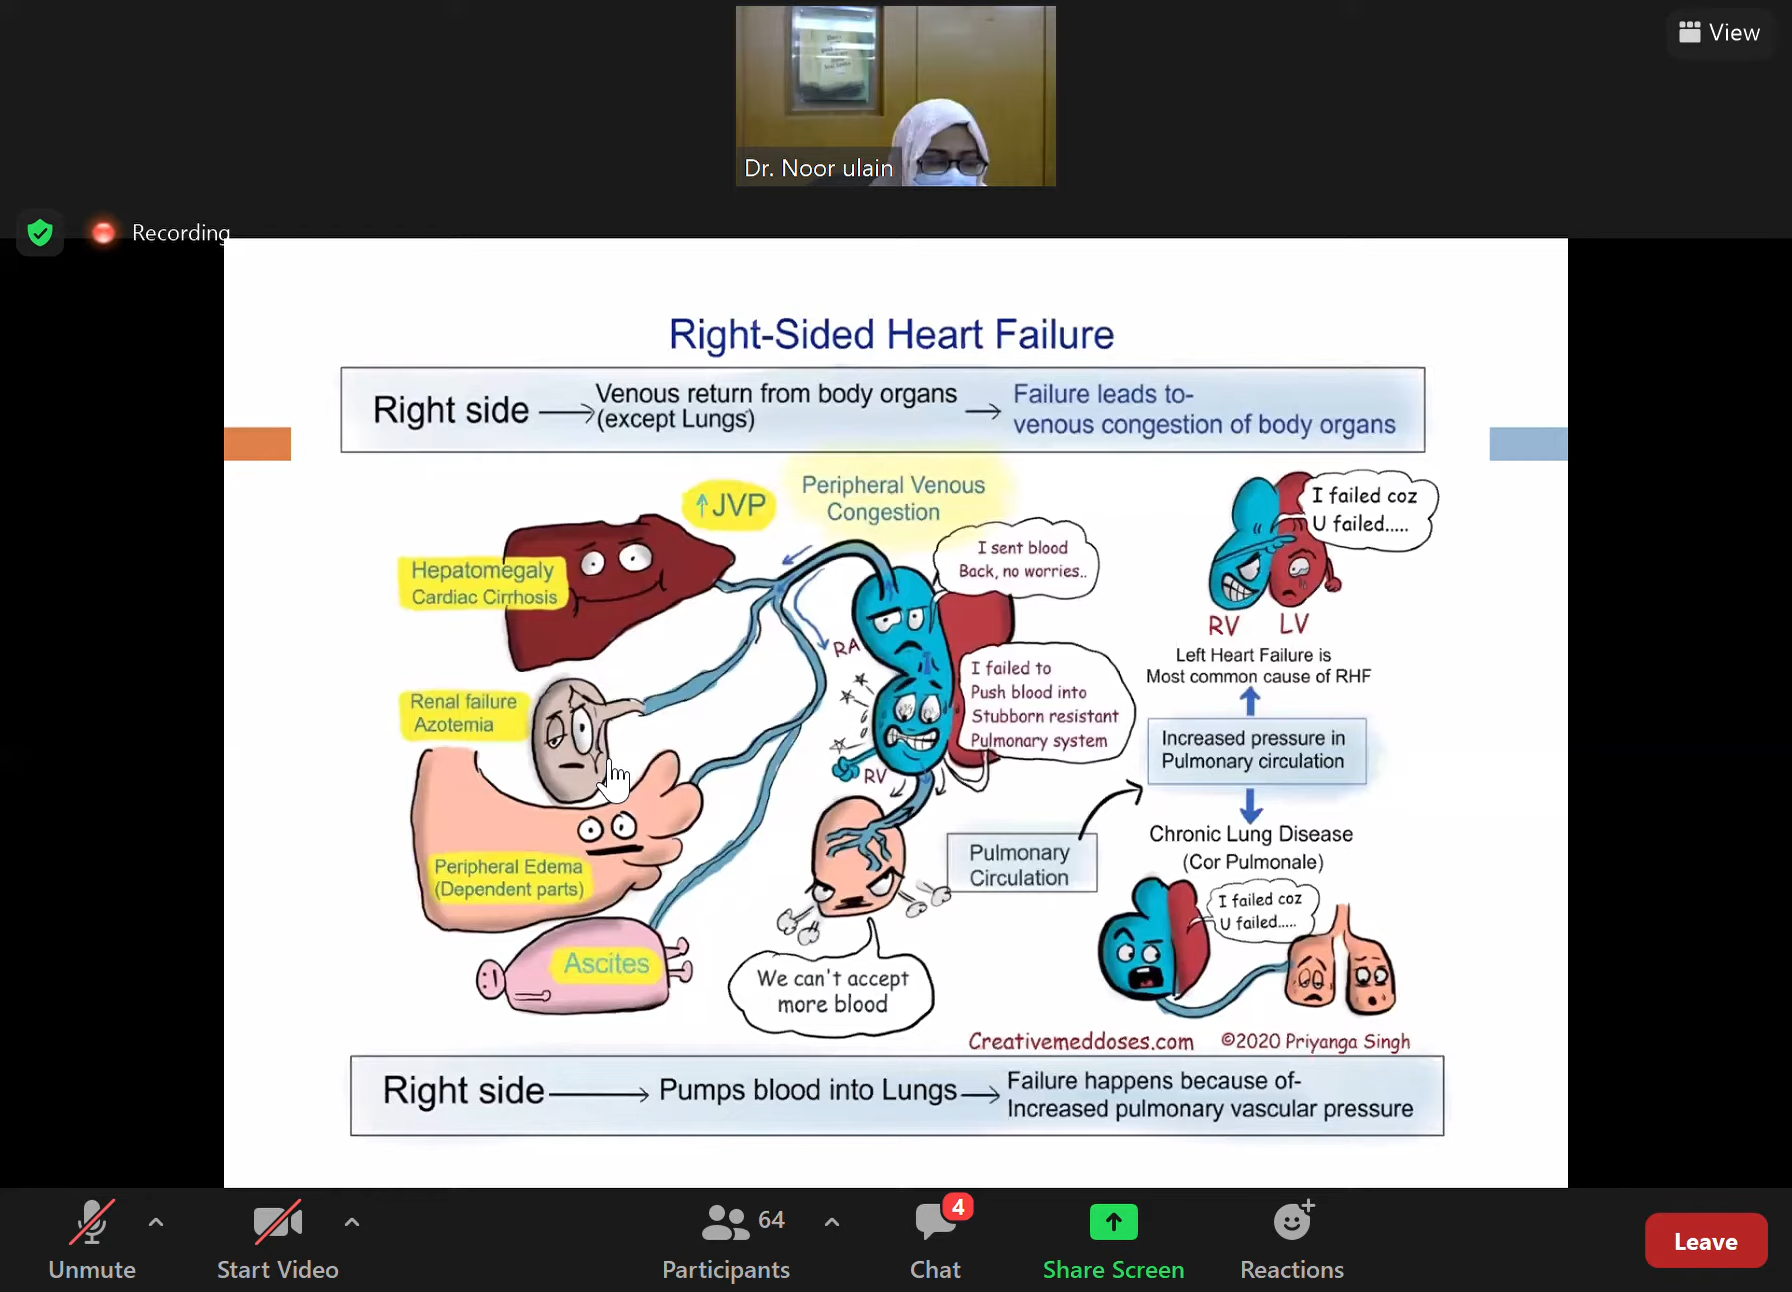 View
Dr. Noor ulain
Recording
Right-Sided Heart Failure
Right side
Venous return from body organs
(except Lungs)
Failure leads to-
venous congestion of body organs
↑JVP
Peripheral Venous
Congestion
I failed coz
U failed.....
I sent blood
Back, no worries..
Hepatomegaly
Cardiac Cirrhosis
RA
RV LV
I failed to
Push blood into
Stubborn resistant
Pulmonary system
Left Heart Failure is
Most common cause of RHF
Renal failure
Azotemia
Increased pressure in
Pulmonary circulation
RV
Chronic Lung Disease
(Cor Pulmonale)
Pulmonary
Circulation
Peripheral Edema
(Dependent parts)
I failed coz
U failed.....
Ascites
We can't accept
more blood
Creativemeddoses.com ©2020 Priyanga Singh
Right side
Pumps blood into Lungs
Failure happens because of-
Increased pulmonary vascular pressure
64
4
Unmute
Start Video
Participants
Chat
Share Screen
Reactions
Leave